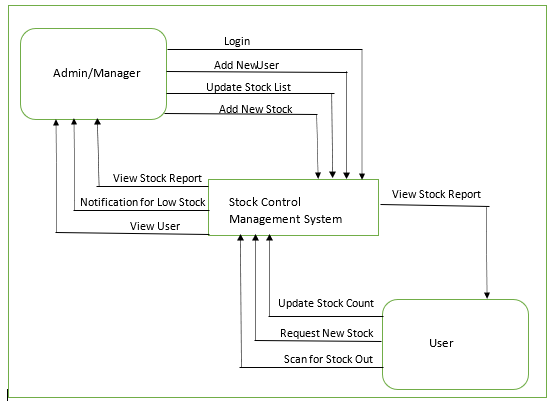 Login
Admin/Manager
Add NewUser
Update Stock List
Add New Stock
View Stock Report
Notification for Low Stock
View User
Stock Control
Management System
View Stock Report
Update Stock Count
Request New Stock
Scan for Stock Out
User